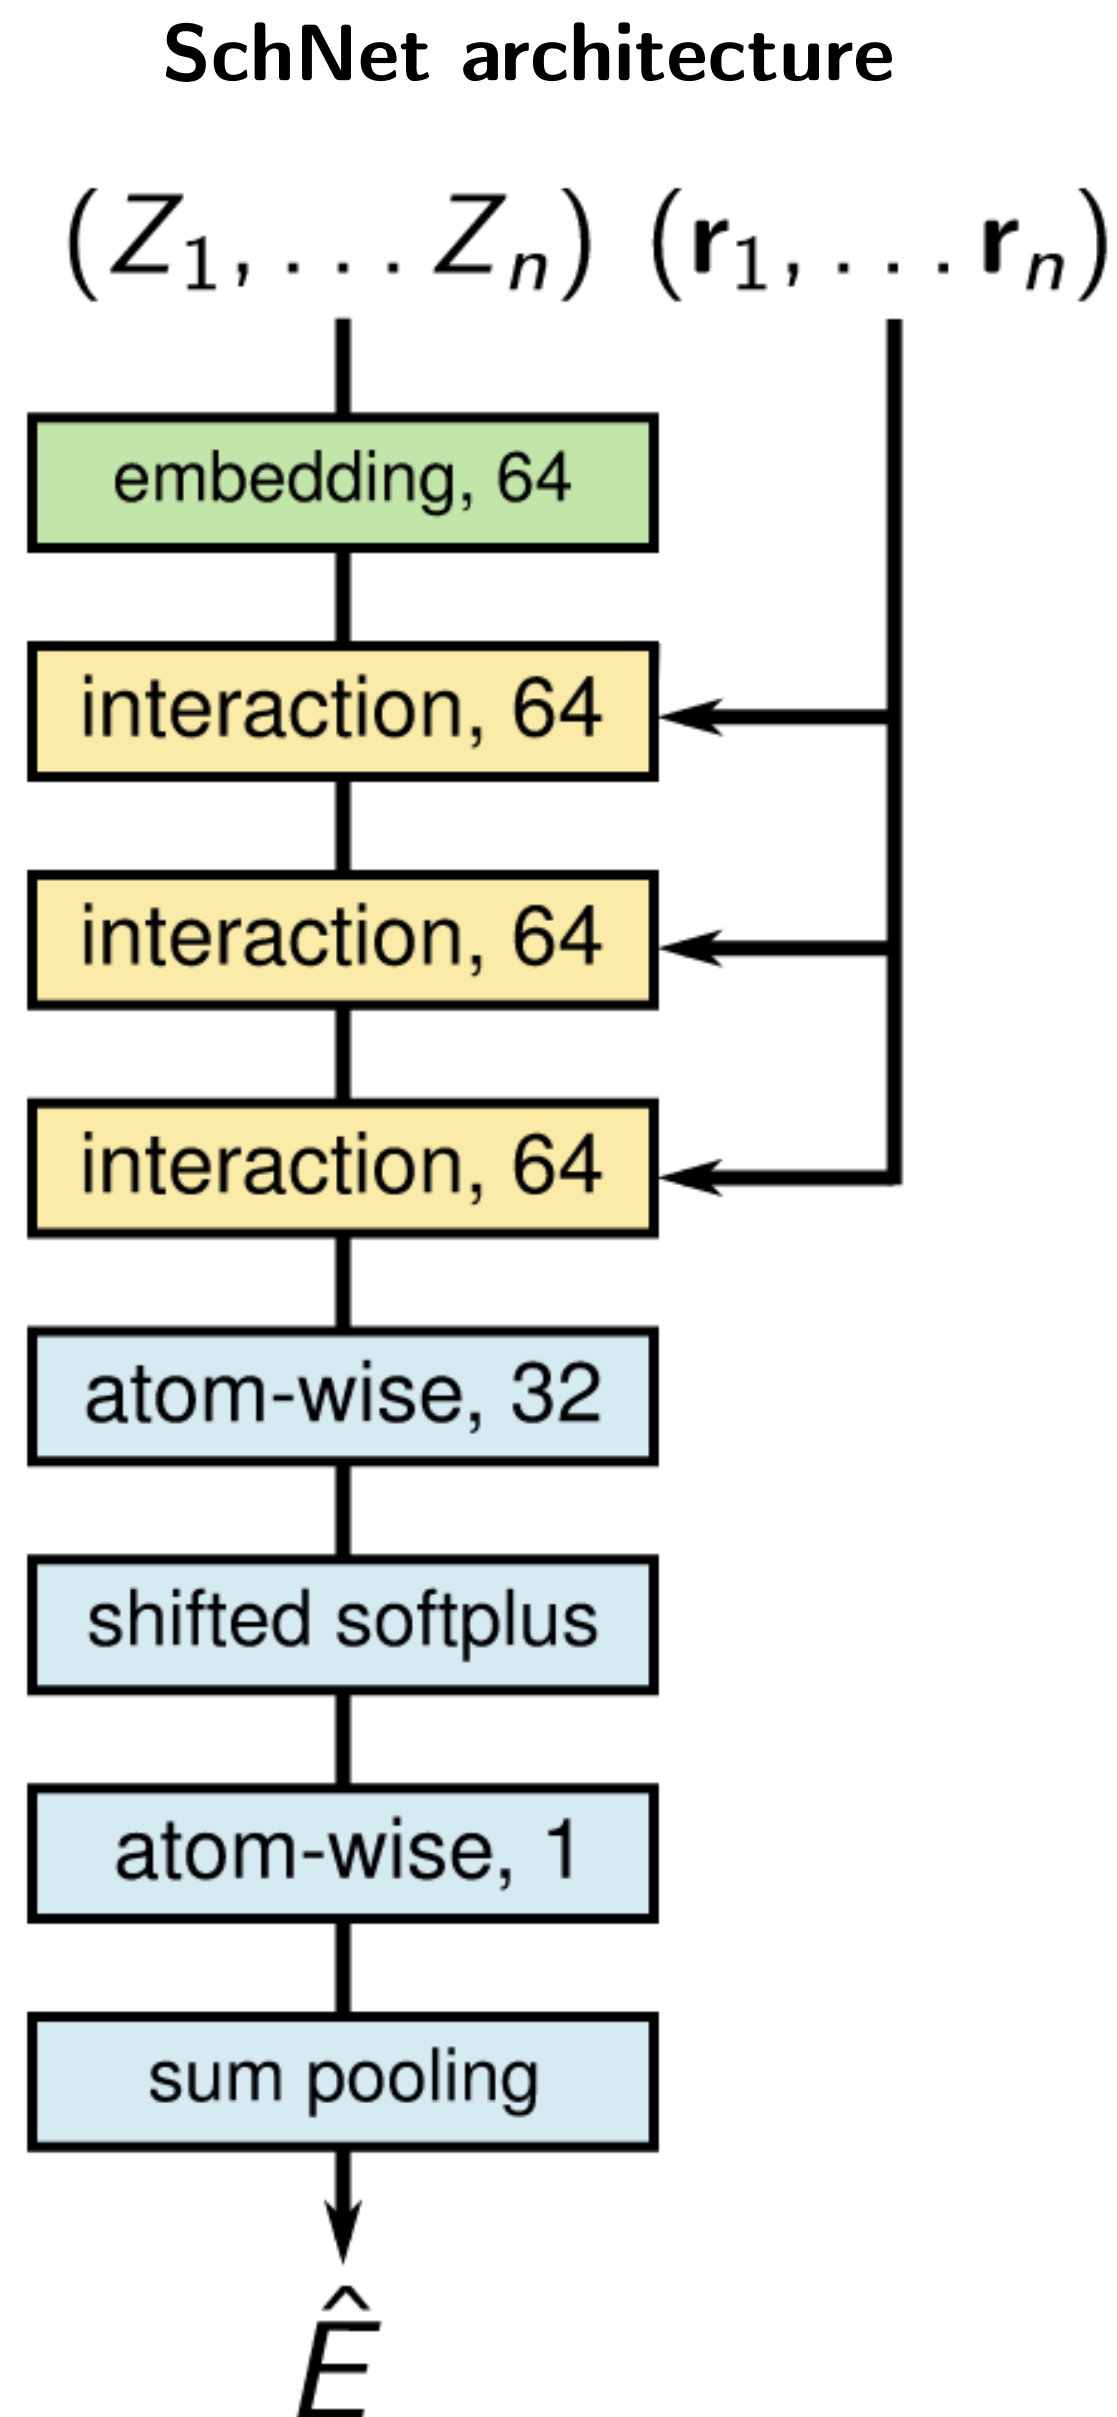 SchNet architecture
(Z₁, . . . Zₙ) (r₁, . . . rₙ)
embedding, 64
interaction, 64
interaction, 64
interaction, 64
atom-wise, 32
shifted softplus
atom-wise, 1
sum pooling
Ê